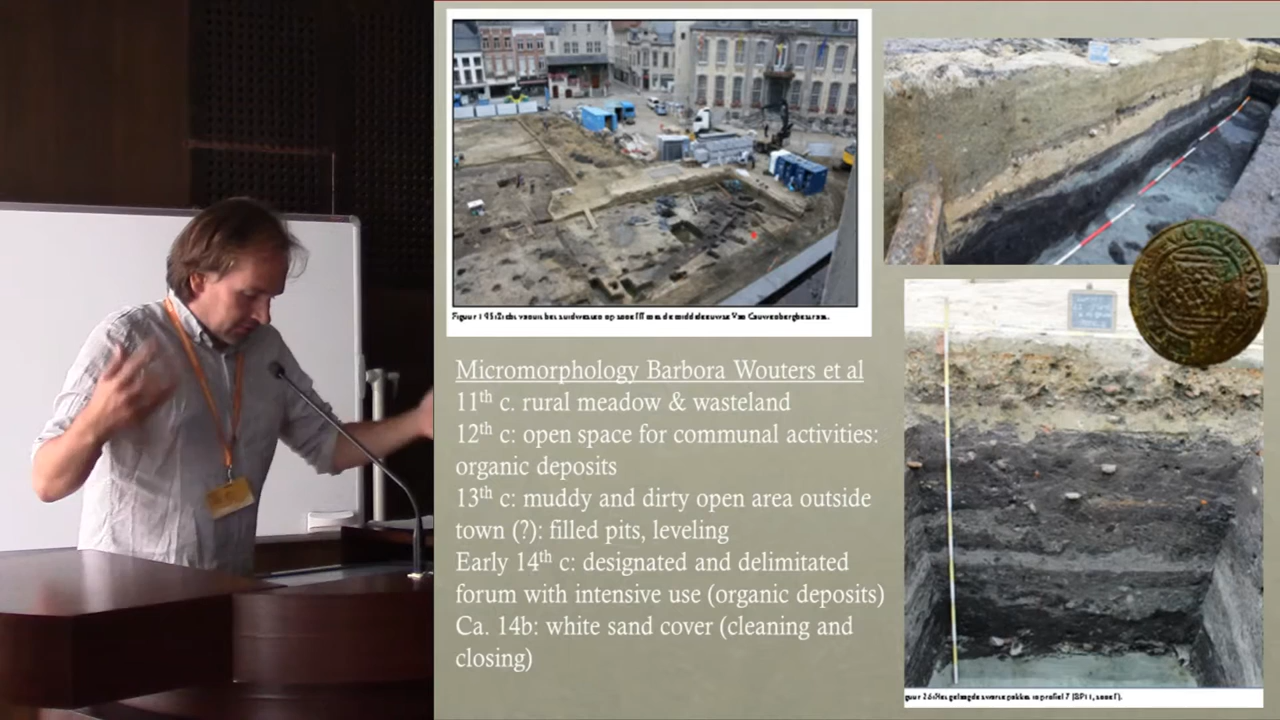 Micromorphology Barbora Wouters et al
11th c. rural meadow & wasteland
12th c: open space for communal activities:
organic deposits
13th c: muddy and dirty open area outside
town (?): filled pits, leveling
Early 14th c: designated and delimitated
forum with intensive use (organic deposits)
Ca. 14b: white sand cover (cleaning and
closing)